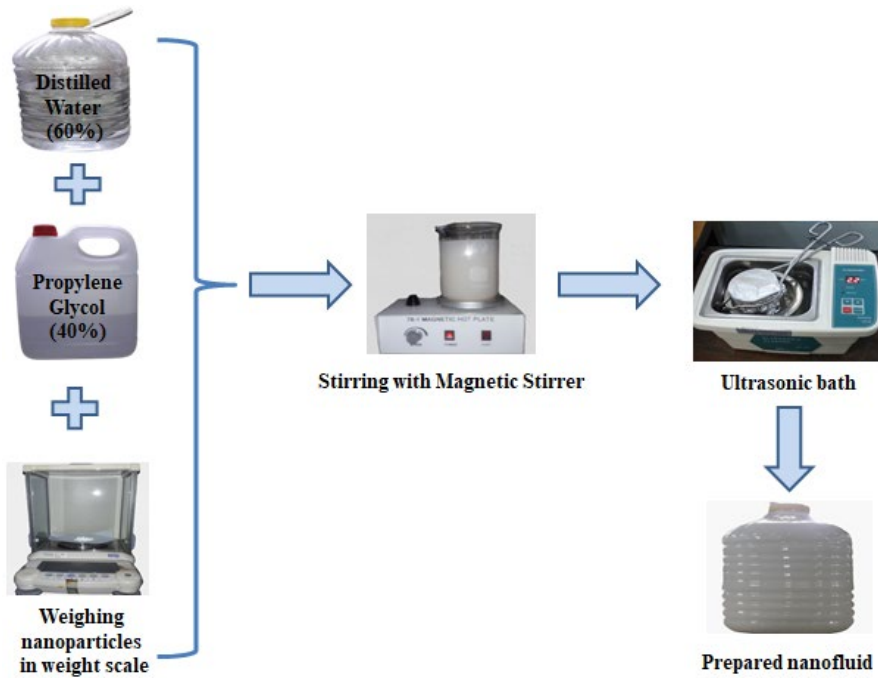 Distilled
Water
(60%)
Propylene
Glycol
(40%)
Weighing
nanoparticles
in weight scale
MAGNETIC HOT PLATE
Stirring with Magnetic Stirrer
Ultrasonic bath
Prepared nanofluid